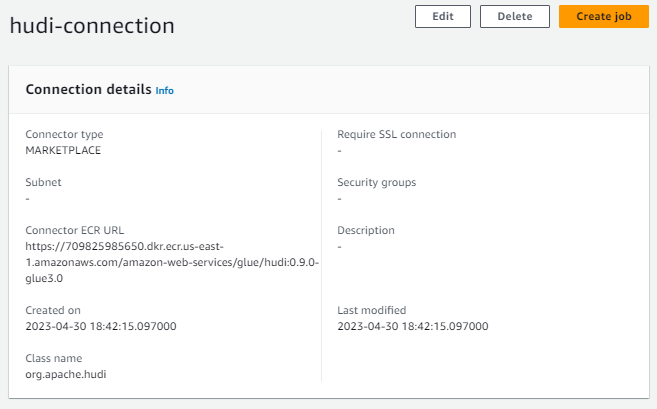 hudi-connection
Edit
Delete
Create job
Connection details Info
Connector type
MARKETPLACE
Require SSL connection
-
Subnet
-
Security groups
-
Connector ECR URL
https://709825985650.dkr.ecr.us-east-
1.amazonaws.com/amazon-web-services/glue/hudi:0.9.0-
glue3.0
Description
-
Created on
2023-04-30 18:42:15.097000
Last modified
2023-04-30 18:42:15.097000
Class name
org.apache.hudi